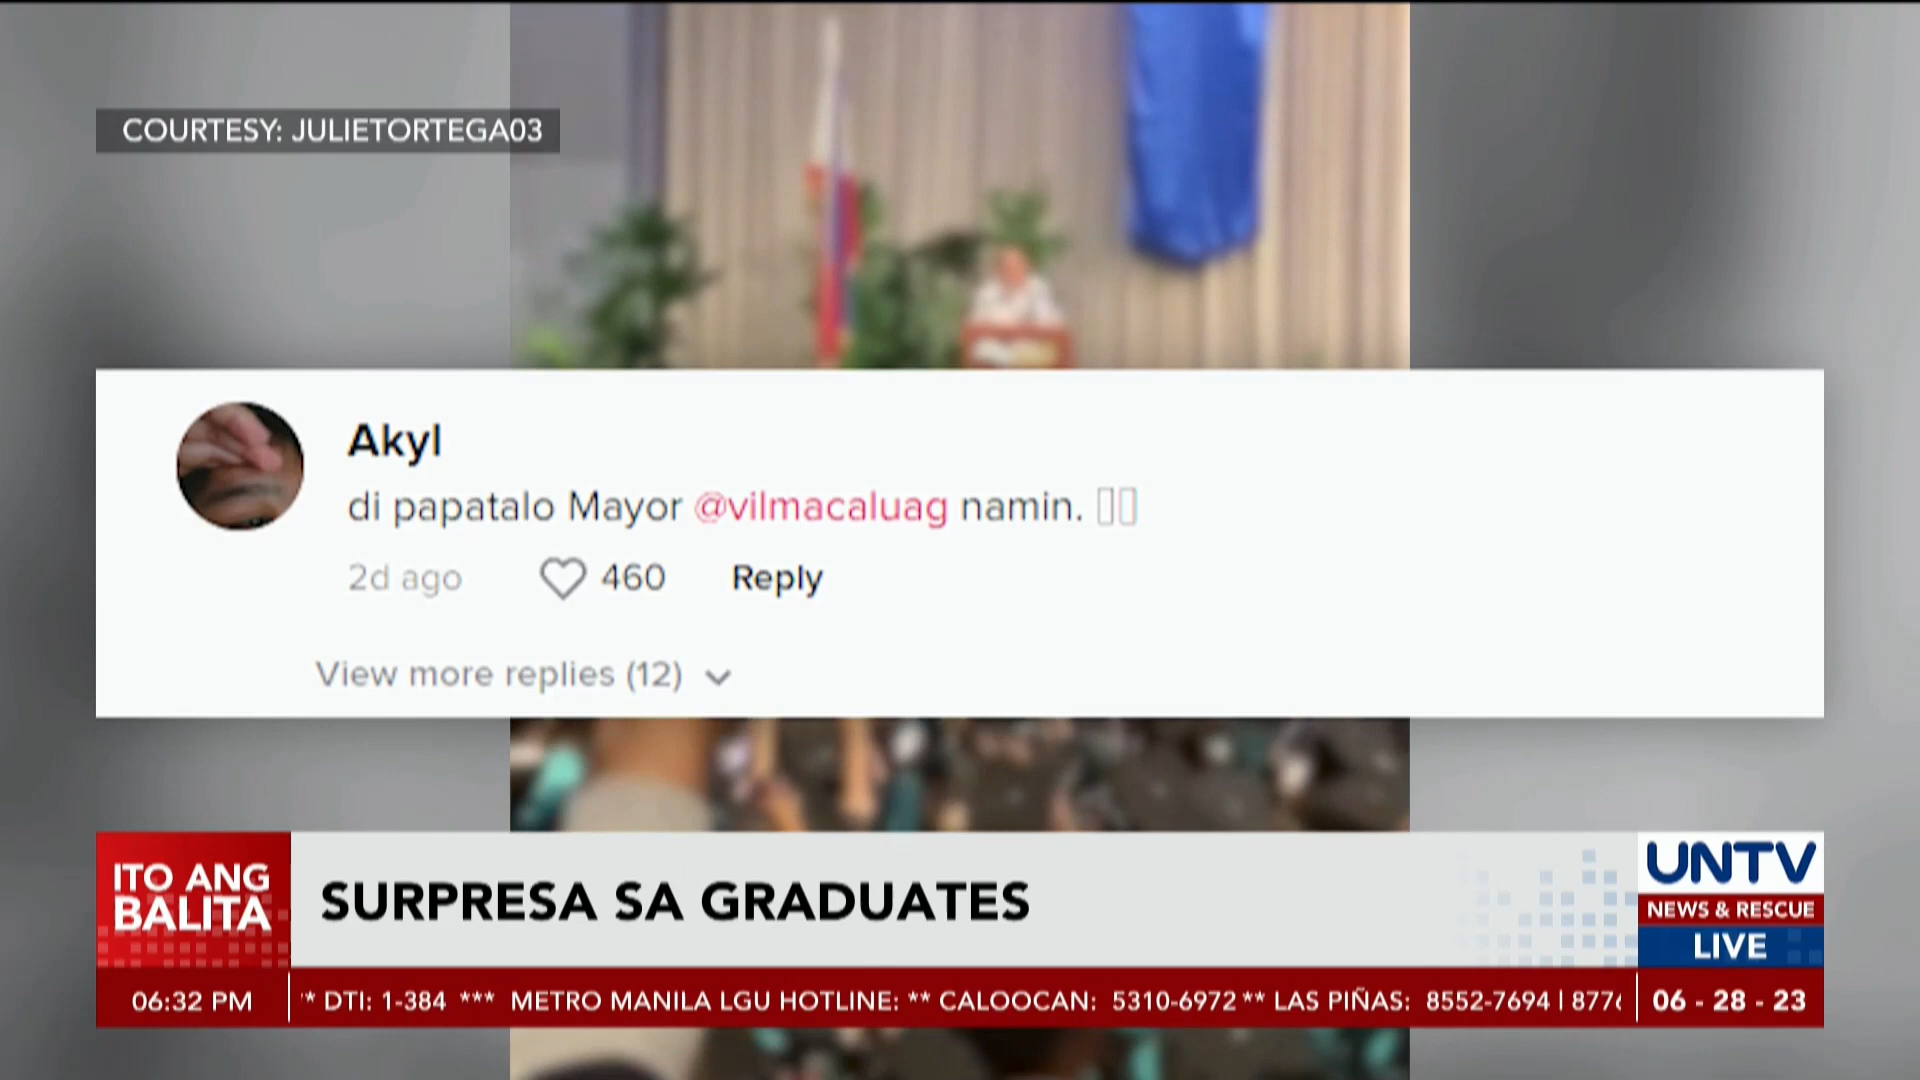 COURTESY: JULIETORTEGA03
Akyl
di papatalo Mayor @vilmacaluag namin.
2d ago 460 Reply
View more replies (12)
ITO ANG
BALITA
SURPRESA SA GRADUATES
UNTV
NEWS & RESCUE
LIVE
06:32 PM
* DTI: 1-384 *** METRO MANILA LGU HOTLINE: ** CALOOCAN: 5310-6972 ** LAS PIÑAS: 8552-7694 | 877
06 - 28 - 23